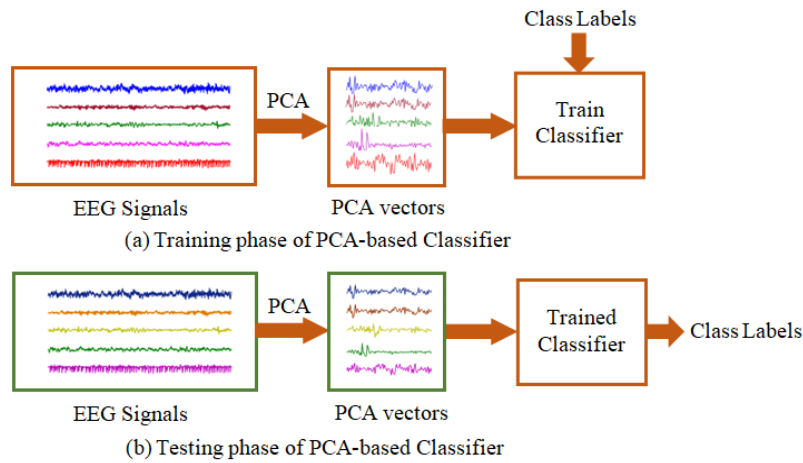 Class Labels
PCA
Train
Classifier
EEG Signals
PCA vectors
(a) Training phase of PCA-based Classifier
PCA
Trained
Classifier
Class Labels
EEG Signals
PCA vectors
(b) Testing phase of PCA-based Classifier